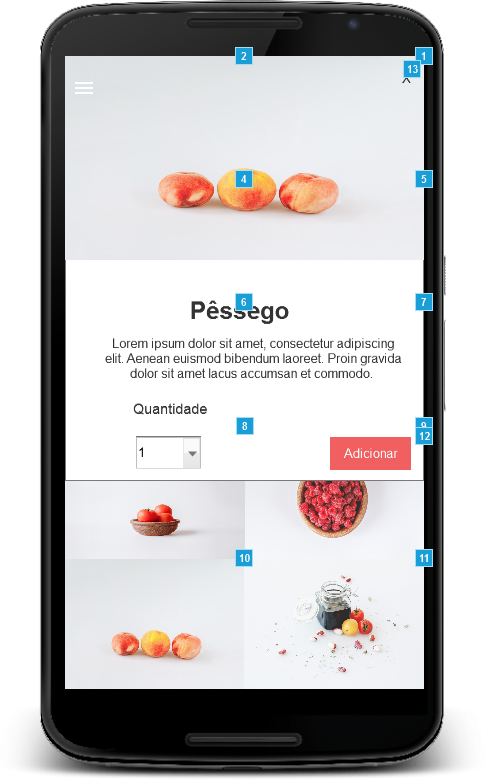 2
1
13
X
4
5
6
7
Pêssego
Lorem ipsum dolor sit amet, consectetur adipiscing
elit. Aenean euismod bibendum laoreet. Proin gravida
dolor sit amet lacus accumsan et commodo.
Quantidade
8
9
12
1
Adicionar
10
11